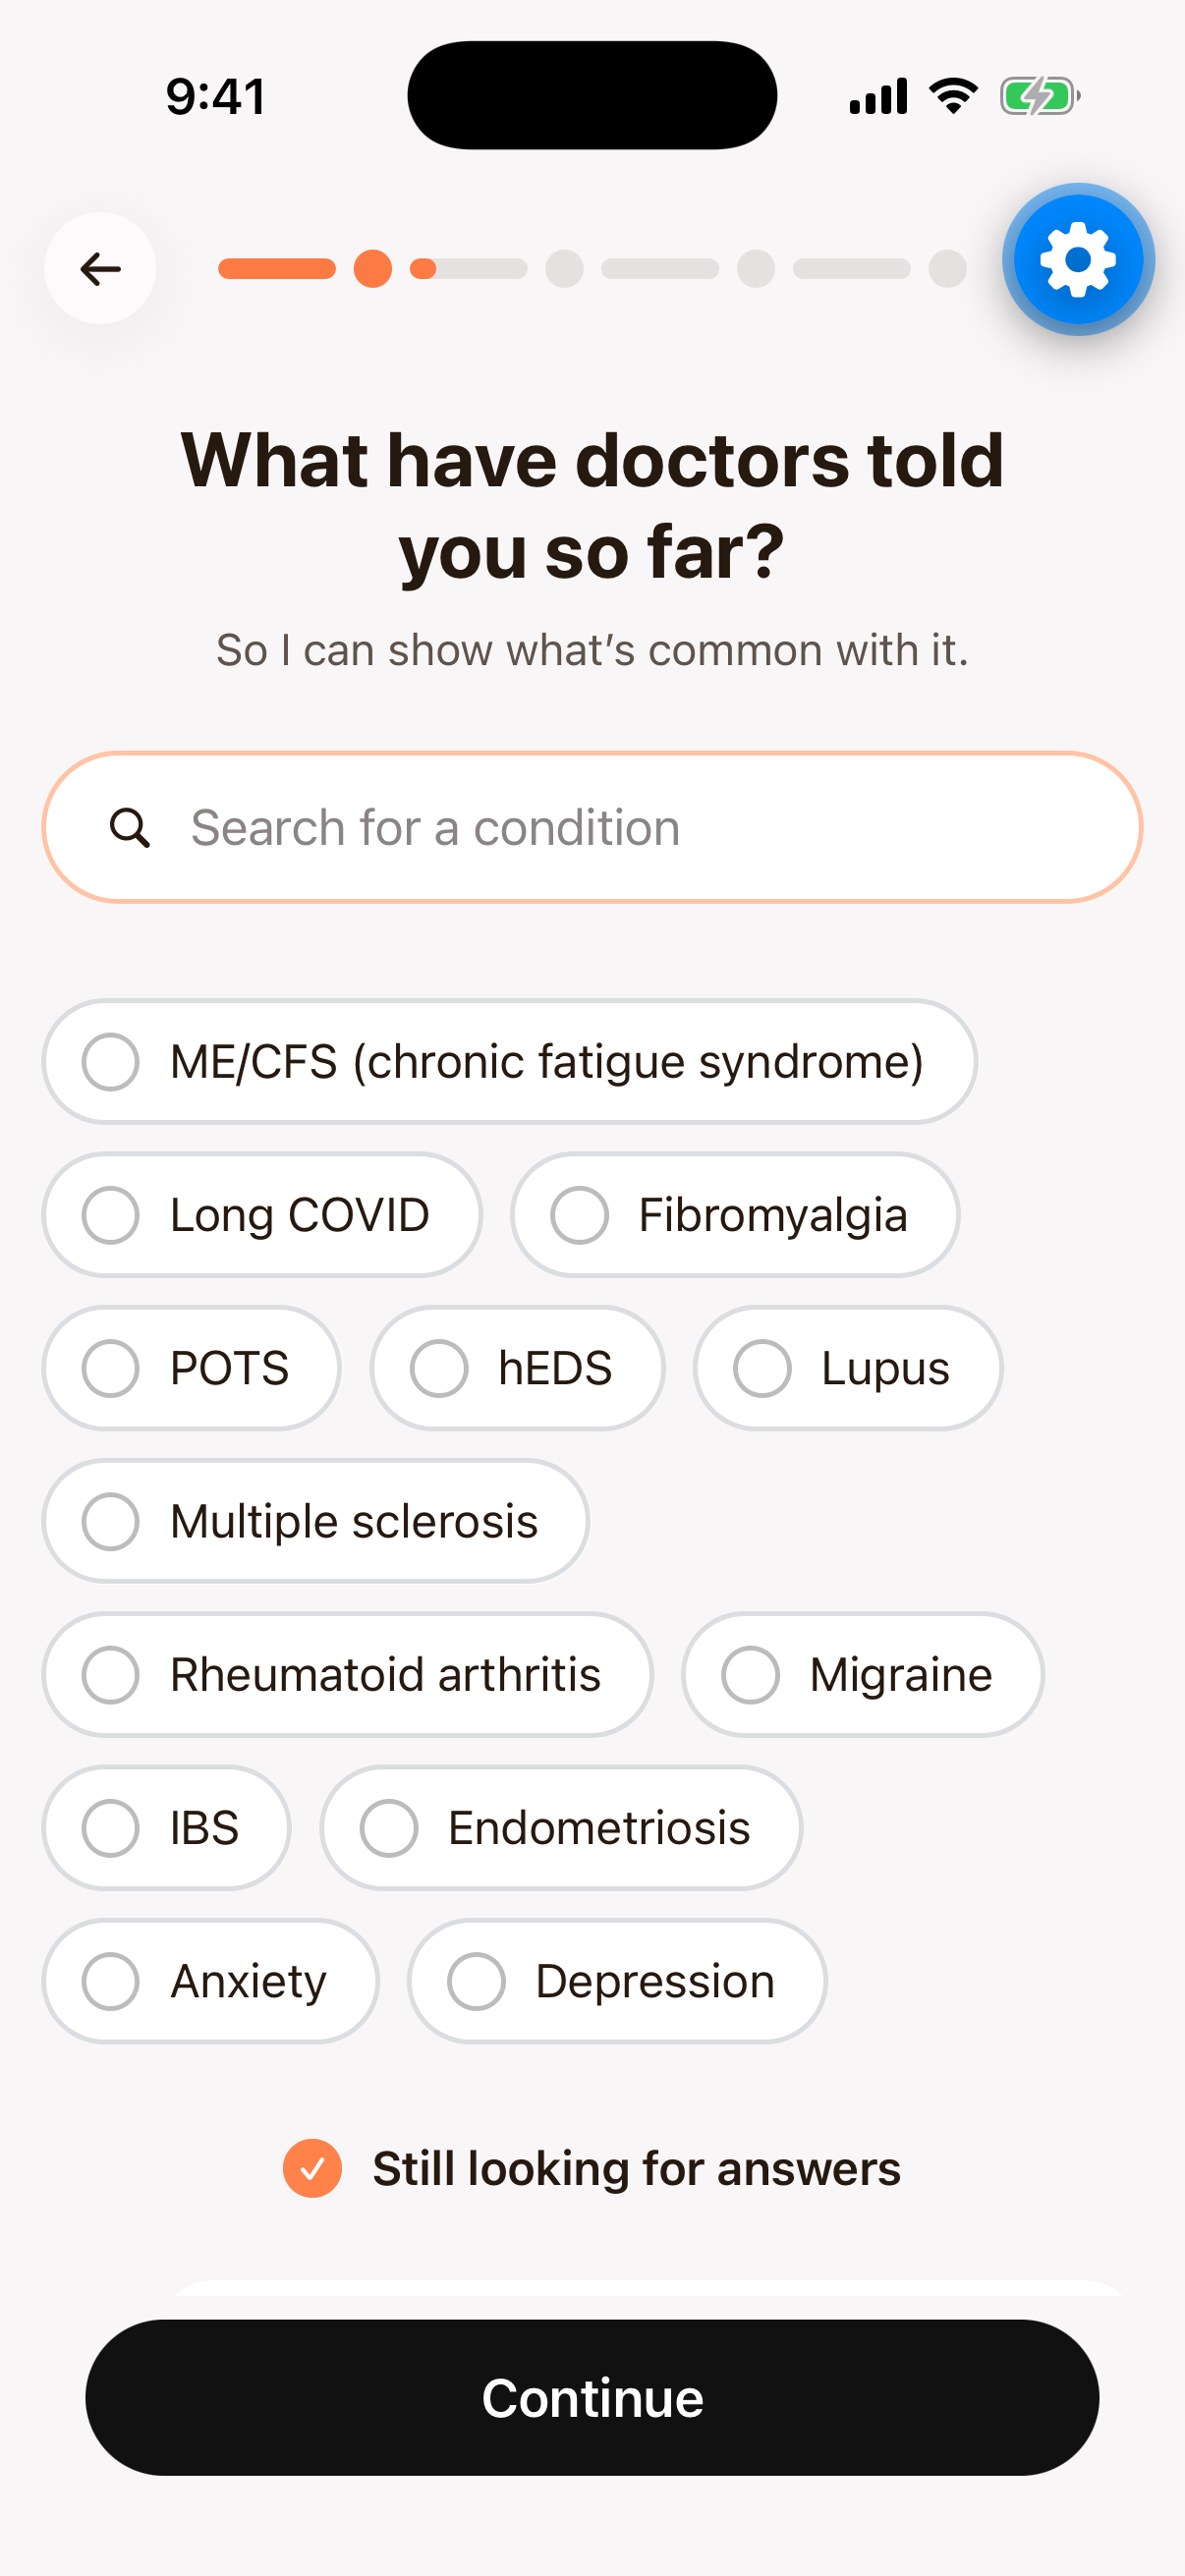 9:41
What have doctors told
you so far?
So I can show what’s common with it.
Search for a condition
ME/CFS (chronic fatigue syndrome)
Long COVID
Fibromyalgia
POTS
hEDS
Lupus
Multiple sclerosis
Rheumatoid arthritis
Migraine
IBS
Endometriosis
Anxiety
Depression
Still looking for answers
Continue